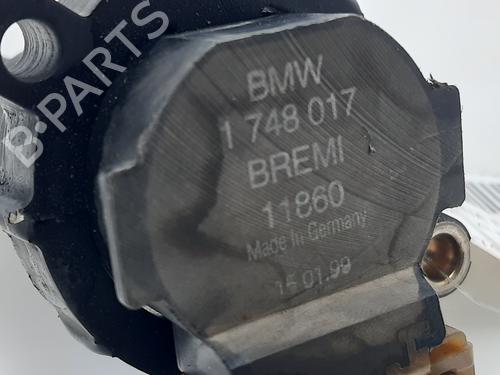 BMW
1 748 017
BREMI
11860
Made In Germany
15.01.99
B-PARTS